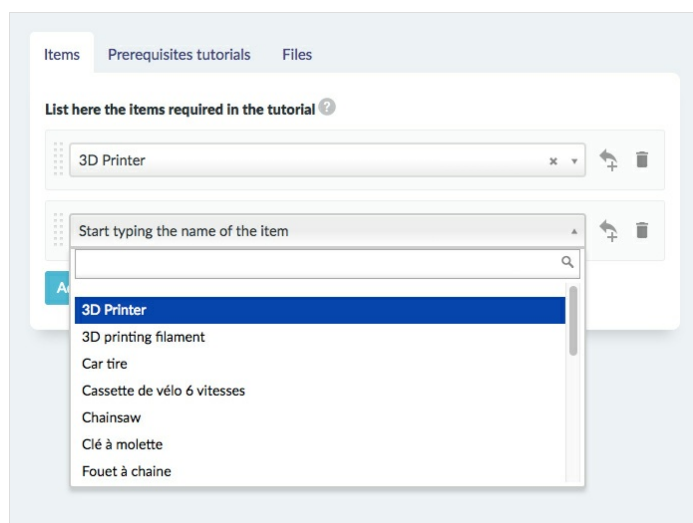 Items Prerequisites tutorials Files
List here the items required in the tutorial ?
3D Printer
Start typing the name of the item
3D Printer
3D printing filament
Car tire
Cassette de vélo 6 vitesses
Chainsaw
Clé à molette
Fouet à chaine